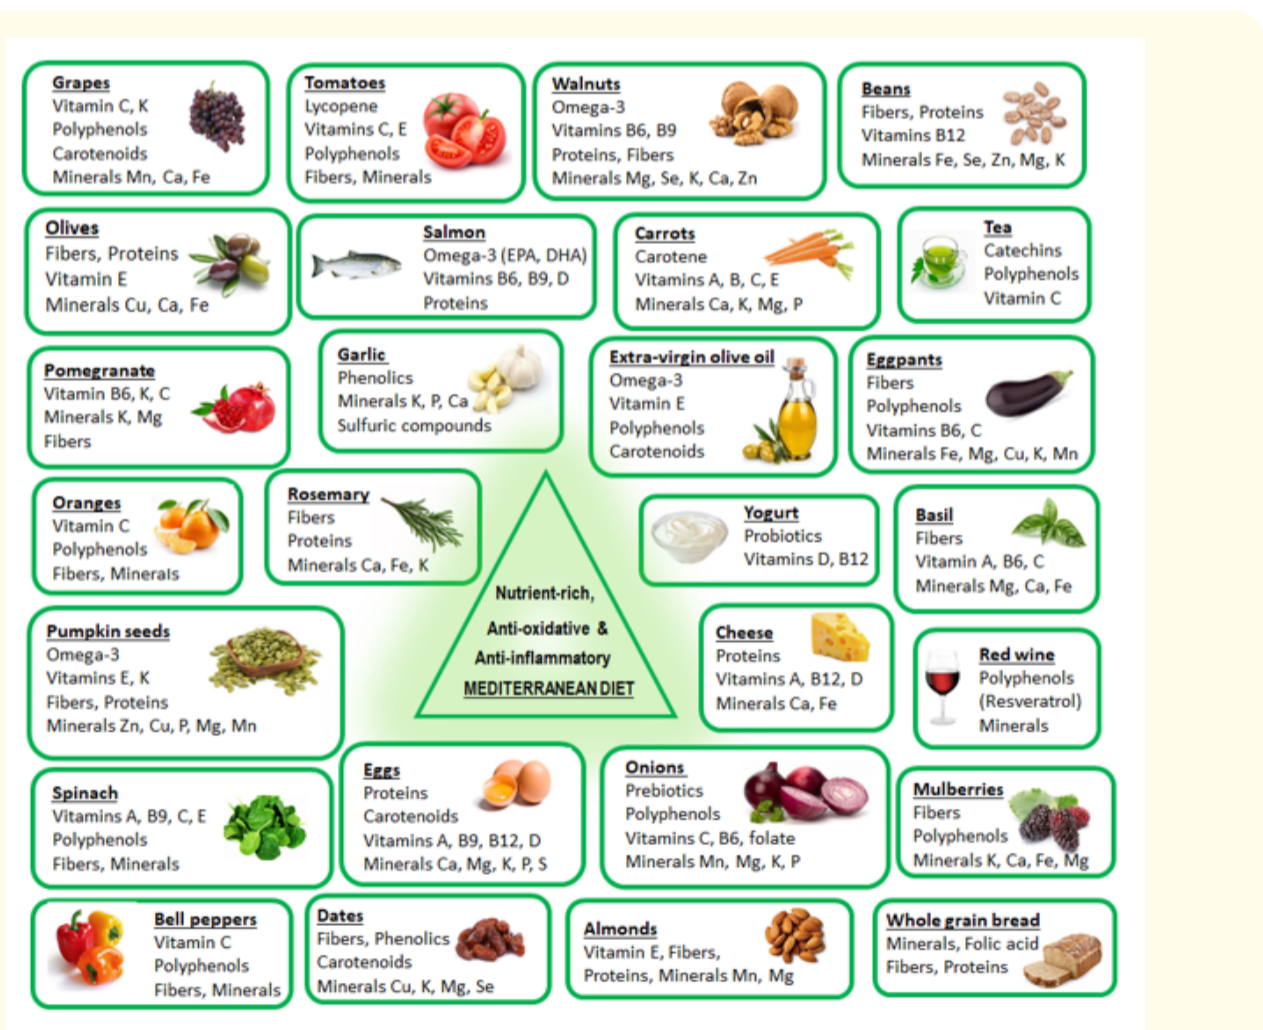 Grapes
Vitamin C, K
Polyphenols
Carotenoids
Minerals Mn, Ca, Fe
Tomatoes
Lycopene
Vitamins C, E
Polyphenols
Fibers, Minerals
Walnuts
Omega-3
Vitamins B6, B9
Proteins, Fibers
Minerals Mg, Se, K, Ca, Zn
Beans
Fibers, Proteins
Vitamins B12
Minerals Fe, Se, Zn, Mg, K
Olives
Fibers, Proteins
Vitamin E
Minerals Cu, Ca, Fe
Salmon
Omega-3 (EPA, DHA)
Vitamins B6, B9, D
Proteins
Carrots
Carotene
Vitamins A, B, C, E
Minerals Ca, K, Mg, P
Tea
Catechins
Polyphenols
Vitamin C
Pomegranate
Vitamin B6, K, C
Minerals K, Mg
Fibers
Garlic
Phenolics
Minerals K, P, Ca
Sulfuric compounds
Extra-virgin olive oil
Omega-3
Vitamin E
Polyphenols
Carotenoids
Eggpants
Fibers
Polyphenols
Vitamins B6, C
Minerals Fe, Mg, Cu, K, Mn
Oranges
Vitamin C
Polyphenols
Fibers, Minerals
Rosemary
Fibers
Proteins
Minerals Ca, Fe, K
Yogurt
Probiotics
Vitamins D, B12
Basil
Fibers
Vitamin A, B6, C
Minerals Mg, Ca, Fe
Nutrient-rich,
Anti-oxidative &
Anti-inflammatory
MEDITERRANEAN DIET
Pumpkin seeds
Omega-3
Vitamins E, K
Fibers, Proteins
Minerals Zn, Cu, P, Mg, Mn
Cheese
Proteins
Vitamins A, B12, D
Minerals Ca, Fe
Red wine
Polyphenols
(Resveratrol)
Minerals
Spinach
Vitamins A, B9, C, E
Polyphenols
Fibers, Minerals
Eggs
Proteins
Carotenoids
Vitamins A, B9, B12, D
Minerals Ca, Mg, K, P, S
Onions
Prebiotics
Polyphenols
Vitamins C, B6, folate
Minerals Mn, Mg, K, P
Mulberries
Fibers
Polyphenols
Minerals K, Ca, Fe, Mg
Bell peppers
Vitamin C
Polyphenols
Fibers, Minerals
Dates
Fibers, Phenolics
Carotenoids
Minerals Cu, K, Mg, Se
Almonds
Vitamin E, Fibers,
Proteins, Minerals Mn, Mg
Whole grain bread
Minerals, Folic acid
Fibers, Proteins